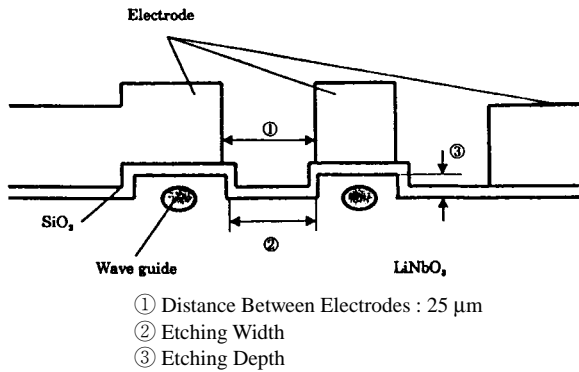 Electrode
①
③
SiO₂
②
Wave guide
LiNbO₃
① Distance Between Electrodes : 25 μm
② Etching Width
③ Etching Depth